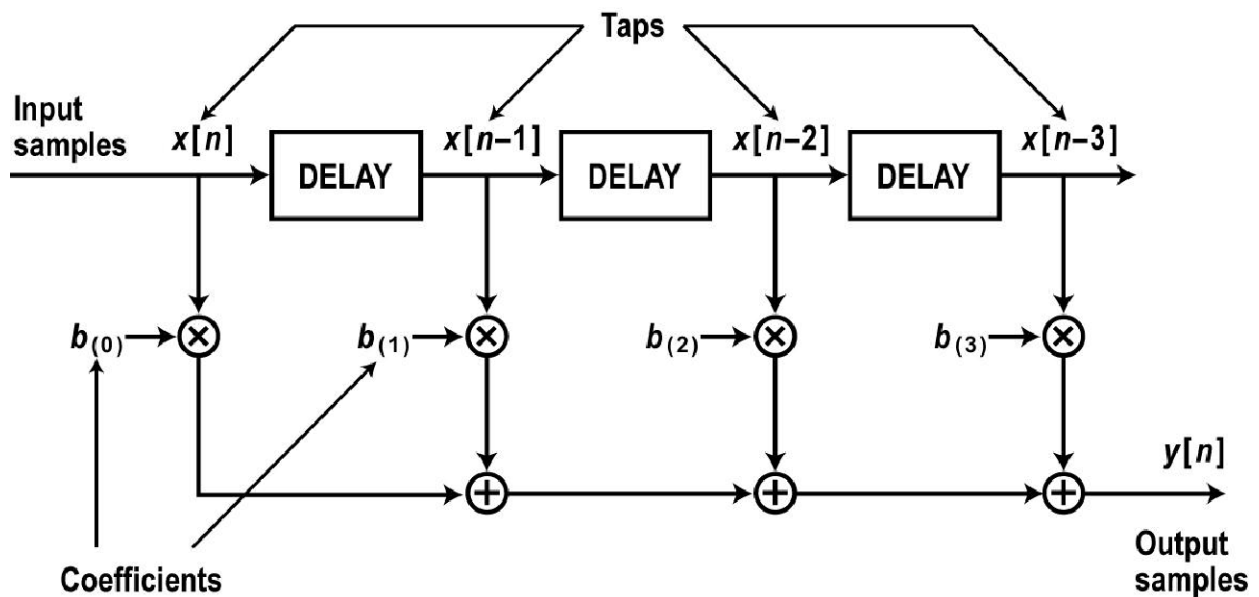 Taps
Input
samples
x[n]
x[n–1]
x[n–2]
x[n–3]
DELAY
DELAY
DELAY
b(0)
b(1)
b(2)
b(3)
y[n]
Coefficients
Output
samples